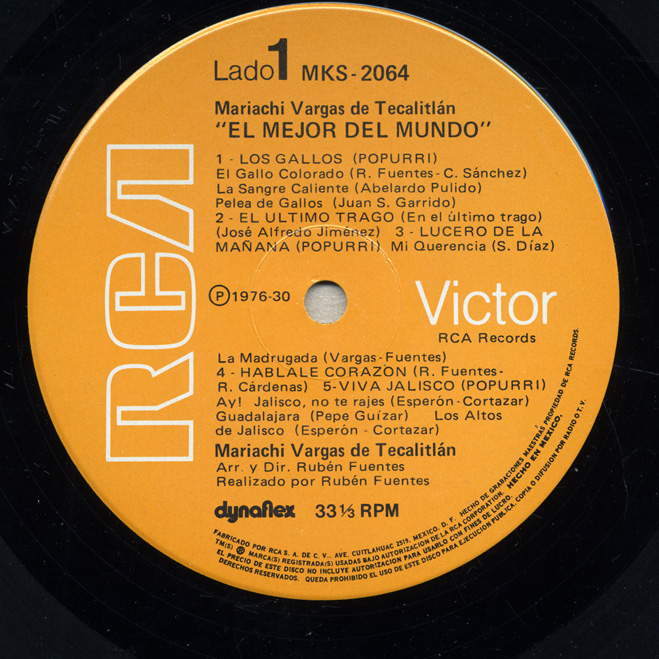 Lado 1 MKS-2064
Mariachi Vargas de Tecalitlán
"EL MEJOR DEL MUNDO"
1 - LOS GALLOS (POPURRI)
El Gallo Colorado (R. Fuentes - C. Sánchez)
La Sangre Caliente (Abelardo Pulido)
Pelea de Gallos (Juan S. Garrido)
2 - EL ULTIMO TRAGO (En el último trago)
(José Alfredo Jiménez) 3 - LUCERO DE LA
MAÑANA (POPURRI) Mi Querencia (S. Díaz)
RCA
Ⓟ 1976-30
Victor
RCA Records
La Madrugada (Vargas-Fuentes)
4 - HABLALE CORAZON (R. Fuentes-
R. Cárdenas) 5-VIVA JALISCO (POPURRI)
Ay! Jalisco, no te rajes (Esperón-Cortazar)
Guadalajara (Pepe Guízar) Los Altos
de Jalisco (Esperón - Cortazar)
Mariachi Vargas de Tecalitlán
Arr. y Dir. Rubén Fuentes
Realizado por Rubén Fuentes
dynaflex 33 1/3 RPM
FABRICADO POR RCA S. A. DE C. V., AVE. CUITLAHUAC 2519, MEXICO, D. F. HECHO DE GRABACIONES MAESTRAS PROPIEDAD DE RCA RECORDS.
TM(S) ® MARCA(S) REGISTRADA(S) USADAS BAJO AUTORIZACION DE LA RCA CORPORATION. HECHO EN MEXICO.
EL PRECIO DE ESTE DISCO NO INCLUYE AUTORIZACION PARA USARLO CON FINES DE LUCRO.
DERECHOS RESERVADOS. QUEDA PROHIBIDO EL USO DE ESTE DISCO PARA EJECUCION PUBLICA, COPIA O DIFUSION POR RADIO O T. V.